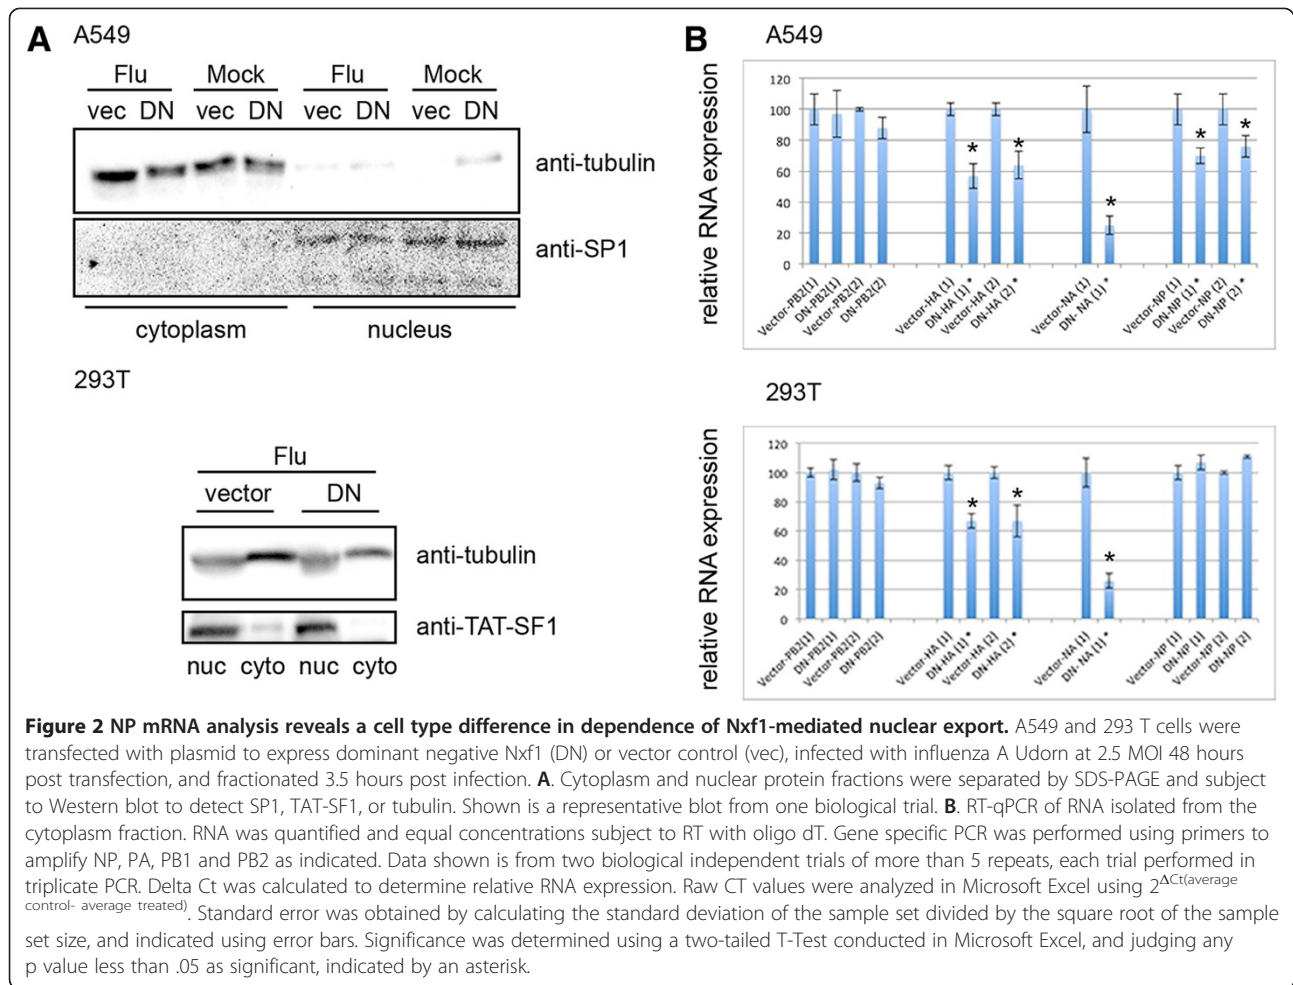 A A549
Flu Mock Flu Mock
vec DN vec DN vec DN vec DN
anti-tubulin
anti-SP1
cytoplasm nucleus
293T
Flu
vector DN
anti-tubulin
anti-TAT-SF1
nuc cyto nuc cyto
B A549
relative RNA expression
120
100
80
60
40
20
0
* * * * *
Vector-PB2(1)
DN-PB2(1)
Vector-PB2(2)
DN-PB2(2)
Vector-HA (1)
DN-HA (1)*
Vector-HA (2)
DN-HA (2)*
Vector-NA (1)
DN- NA (1)*
Vector-NP (1)
DN-NP (1)*
Vector-NP (2)
DN-NP (2)*
293T
relative RNA expression
120
100
80
60
40
20
0
* * *
Vector-PB2(1)
DN-PB2(1)
Vector-PB2(2)
DN-PB2(2)
Vector-HA (1)
DN-HA (1)*
Vector-HA (2)
DN-HA (2)*
Vector-NA (1)
DN- NA (1)*
Vector-NP (1)
DN-NP (1)
Vector-NP (2)
DN-NP (2)
Figure 2 NP mRNA analysis reveals a cell type difference in dependence of Nxf1-mediated nuclear export. A549 and 293 T cells were
transfected with plasmid to express dominant negative Nxf1 (DN) or vector control (vec), infected with influenza A Udorn at 2.5 MOI 48 hours
post transfection, and fractionated 3.5 hours post infection. A. Cytoplasm and nuclear protein fractions were separated by SDS-PAGE and subject
to Western blot to detect SP1, TAT-SF1, or tubulin. Shown is a representative blot from one biological trial. B. RT-qPCR of RNA isolated from the
cytoplasm fraction. RNA was quantified and equal concentrations subject to RT with oligo dT. Gene specific PCR was performed using primers to
amplify NP, PA, PB1 and PB2 as indicated. Data shown is from two biological independent trials of more than 5 repeats, each trial performed in
triplicate PCR. Delta Ct was calculated to determine relative RNA expression. Raw CT values were analyzed in Microsoft Excel using 2ΔCt(average
control- average treated). Standard error was obtained by calculating the standard deviation of the sample set divided by the square root of the sample
set size, and indicated using error bars. Significance was determined using a two-tailed T-Test conducted in Microsoft Excel, and judging any
p value less than .05 as significant, indicated by an asterisk.